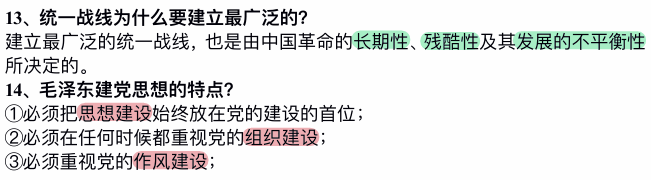 13、统一战线为什么要建立最广泛的？
建立最广泛的统一战线，也是由中国革命的长期性、残酷性及其发展的不平衡性
所决定的。
14、毛泽东建党思想的特点？
①必须把思想建设始终放在党的建设的首位；
②必须在任何时候都重视党的组织建设；
③必须重视党的作风建设；